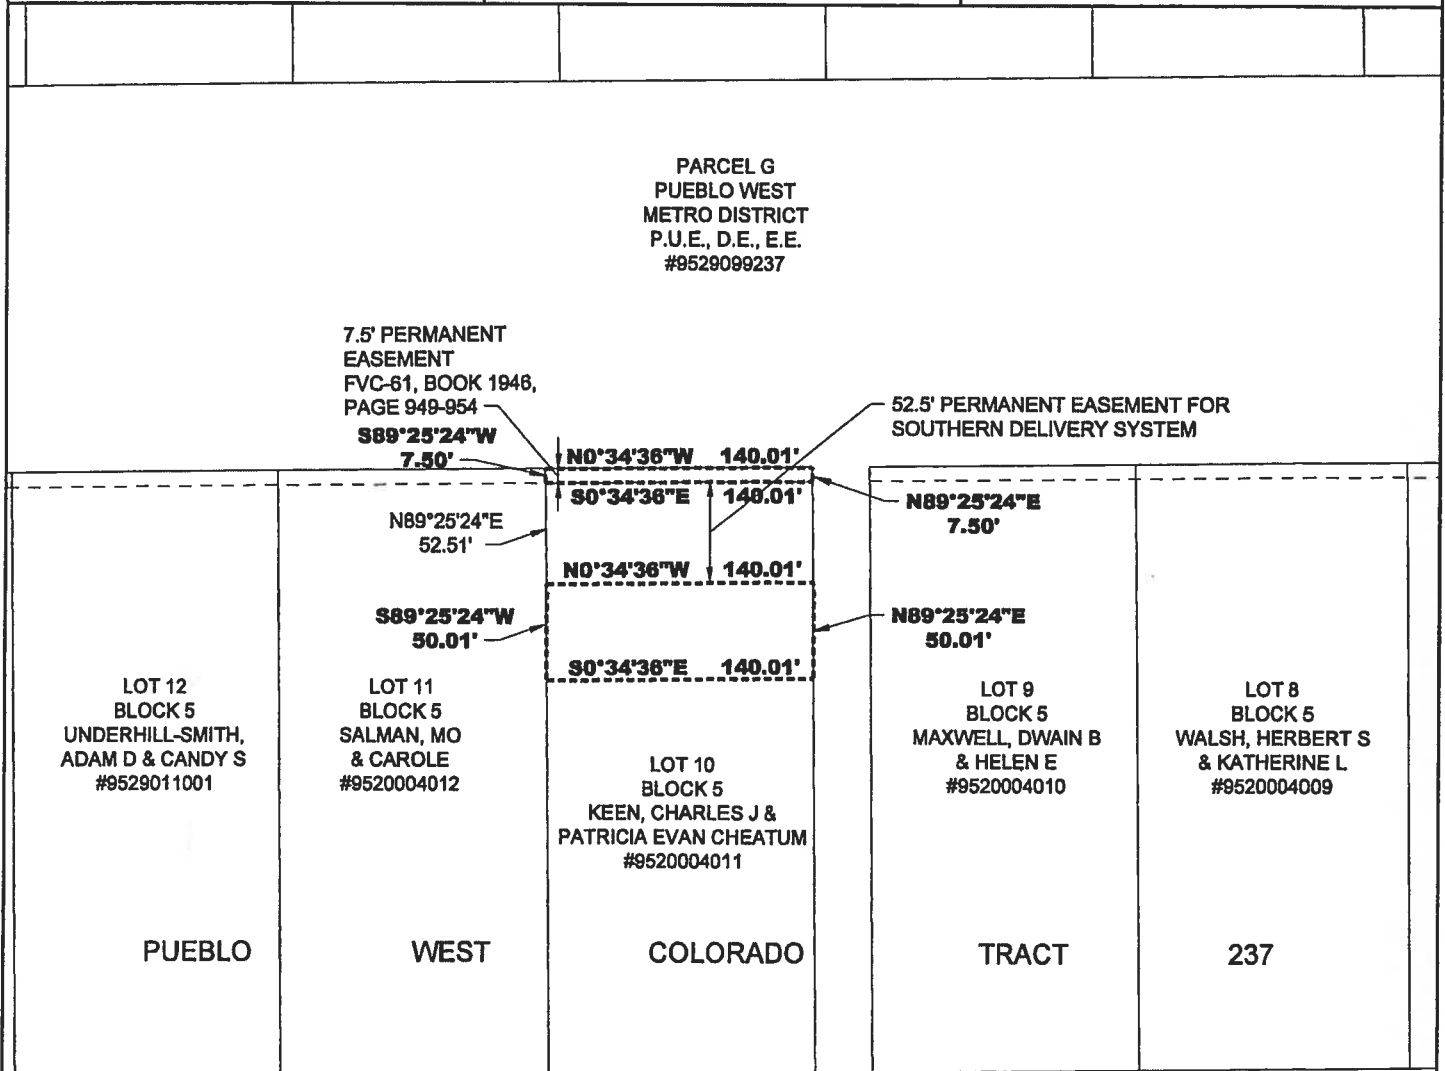 PARCEL G
PUEBLO WEST
METRO DISTRICT
P.U.E., D.E., E.E.
#9529099237
7.5' PERMANENT
EASEMENT
FVC-61, BOOK 1946,
PAGE 949-954
52.5' PERMANENT EASEMENT FOR
SOUTHERN DELIVERY SYSTEM
S89°25'24"W
7.50'
N0°34'36"W 140.01'
S0°34'36"E 140.01'
N89°25'24"E
7.50'
N89°25'24"E
52.51'
N0°34'36"W 140.01'
S89°25'24"W
50.01'
N89°25'24"E
50.01'
S0°34'36"E 140.01'
LOT 12
BLOCK 5
UNDERHILL-SMITH,
ADAM D & CANDY S
#9529011001
LOT 11
BLOCK 5
SALMAN, MO
& CAROLE
#9520004012
LOT 10
BLOCK 5
KEEN, CHARLES J &
PATRICIA EVAN CHEATUM
#9520004011
LOT 9
BLOCK 5
MAXWELL, DWAIN B
& HELEN E
#9520004010
LOT 8
BLOCK 5
WALSH, HERBERT S
& KATHERINE L
#9520004009
PUEBLO WEST COLORADO TRACT 237